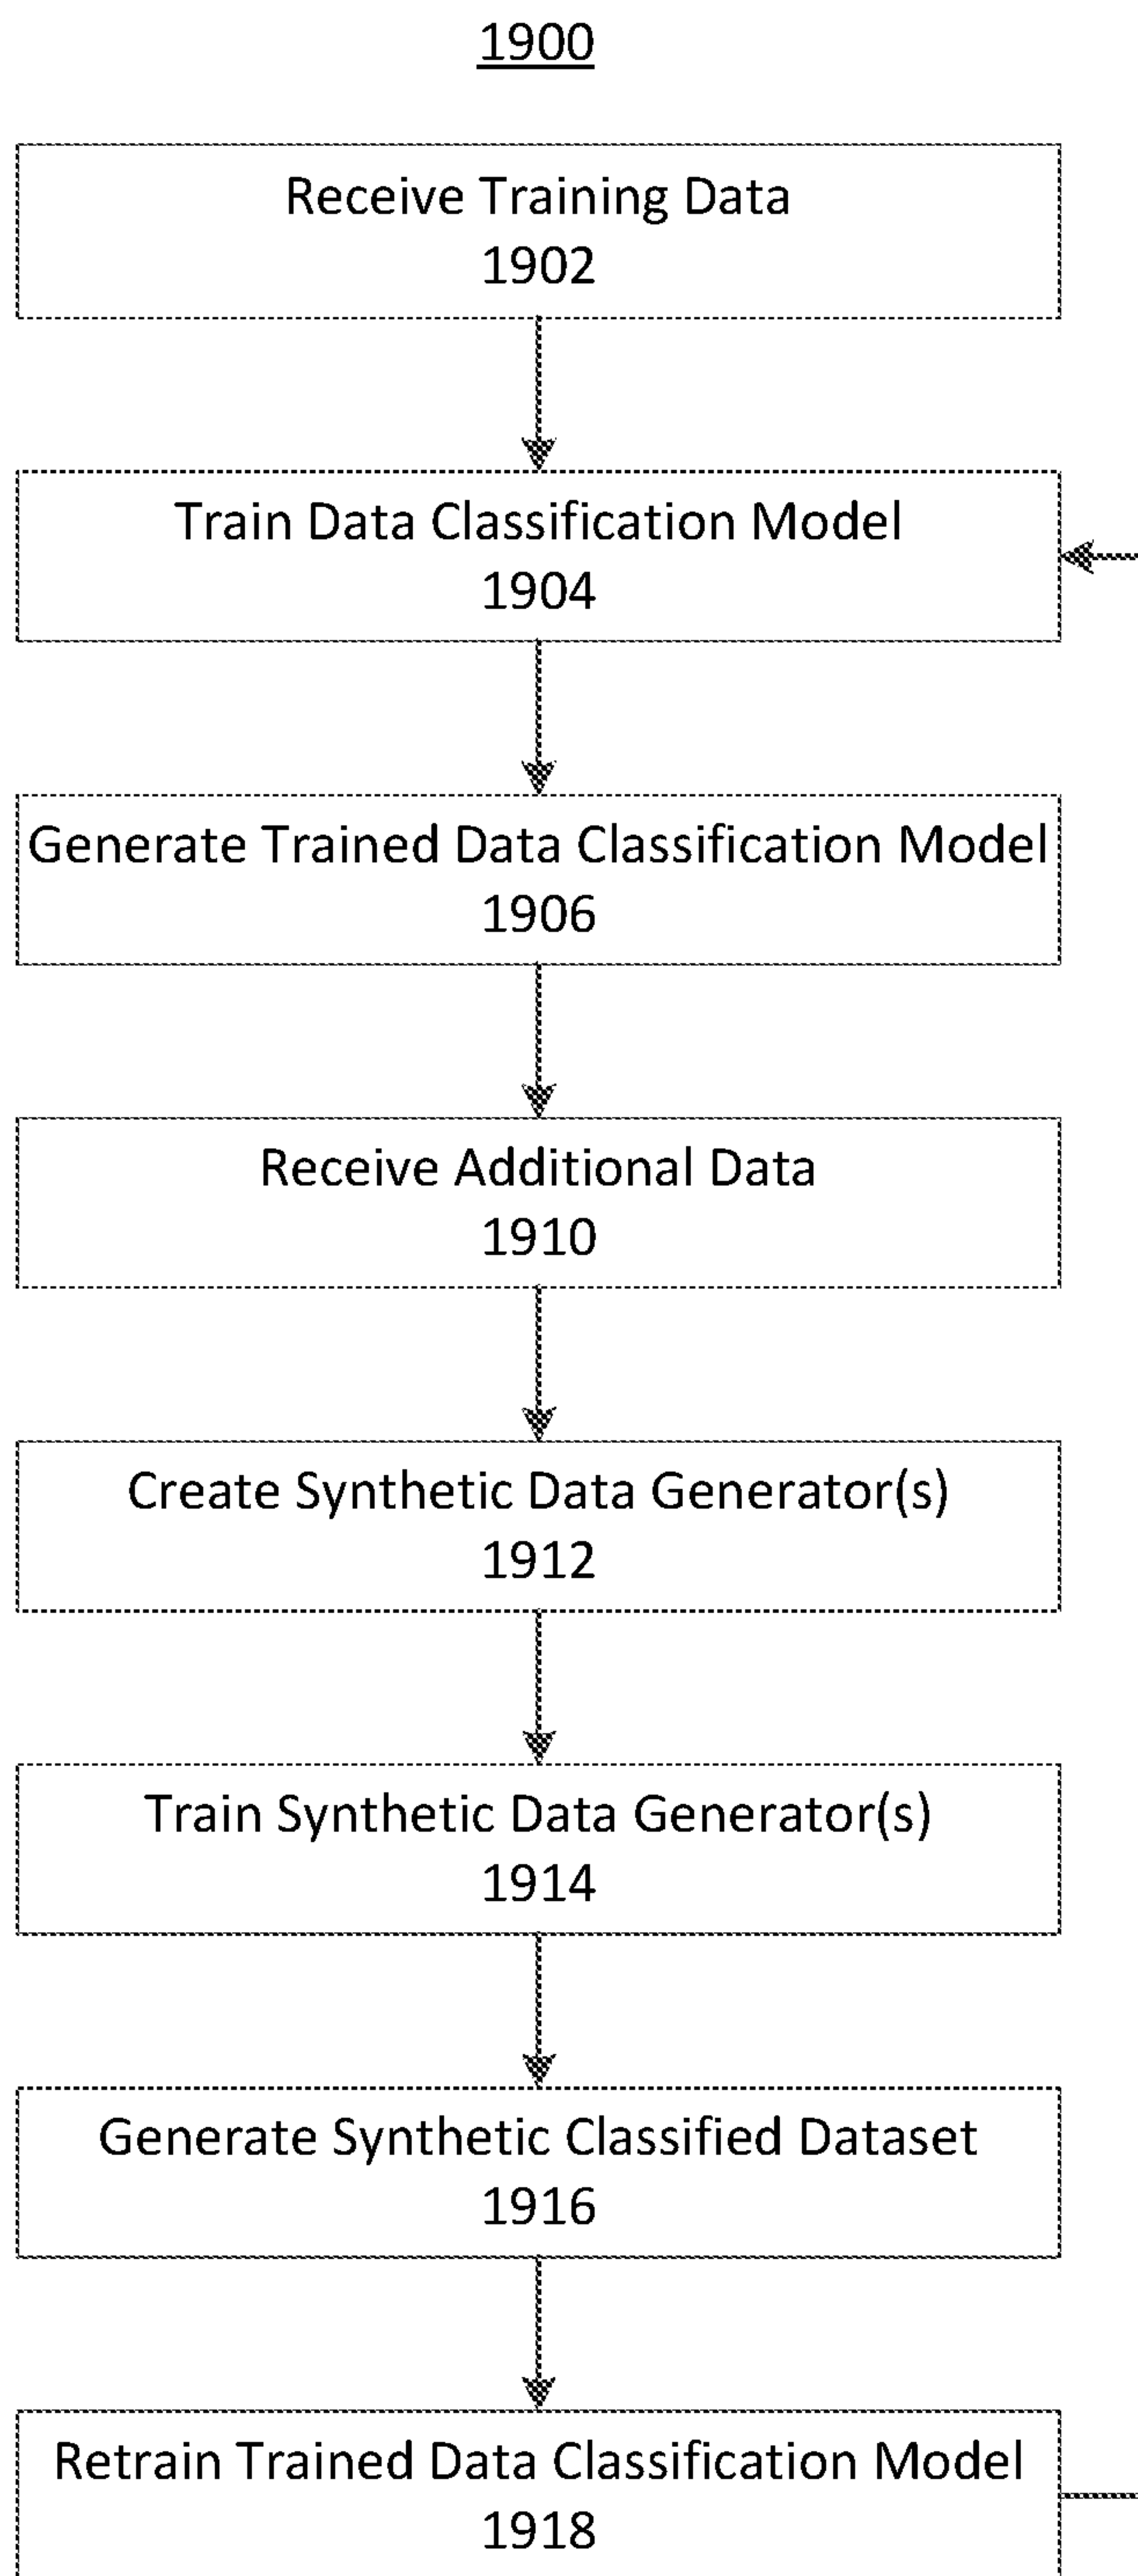 1900
Receive Training Data
1902
Train Data Classification Model
1904
Generate Trained Data Classification Model
1906
Receive Additional Data
1910
Create Synthetic Data Generator(s)
1912
Train Synthetic Data Generator(s)
1914
Generate Synthetic Classified Dataset
1916
Retrain Trained Data Classification Model
1918